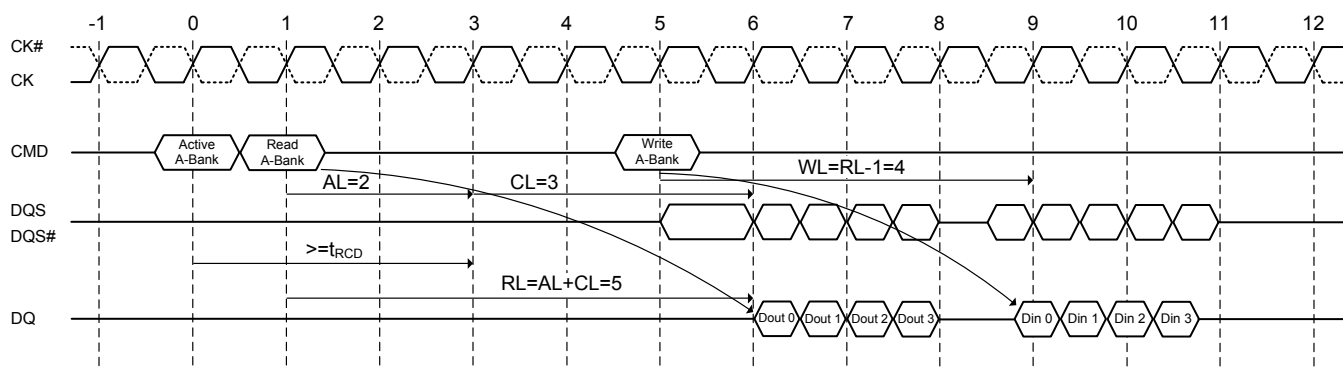 -1 0 1 2 3 4 5 6 7 8 9 10 11 12
CK#
CK
CMD
Active
A-Bank
Read
A-Bank
Write
A-Bank
WL=RL-1=4
AL=2
CL=3
DQS
DQS#
>=tRCD
RL=AL+CL=5
DQ
Dout 0
Dout 1
Dout 2
Dout 3
Din 0
Din 1
Din 2
Din 3